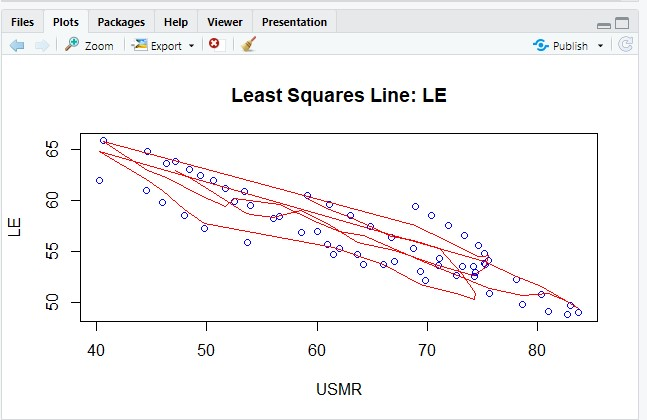 Files Plots Packages Help Viewer Presentation
Zoom Export Publish
Least Squares Line: LE
65
60
55
50
LE
40 50 60 70 80
USMR